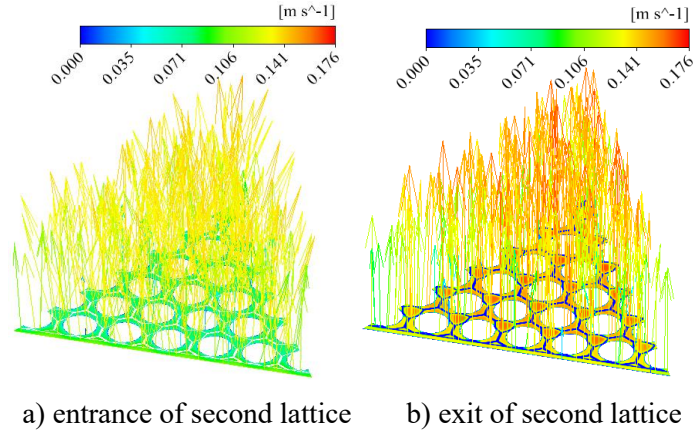 [m s^-1]
0.000 0.035 0.071 0.106 0.141 0.176
[m s^-1]
0.000 0.035 0.071 0.106 0.141 0.176
a) entrance of second lattice
b) exit of second lattice